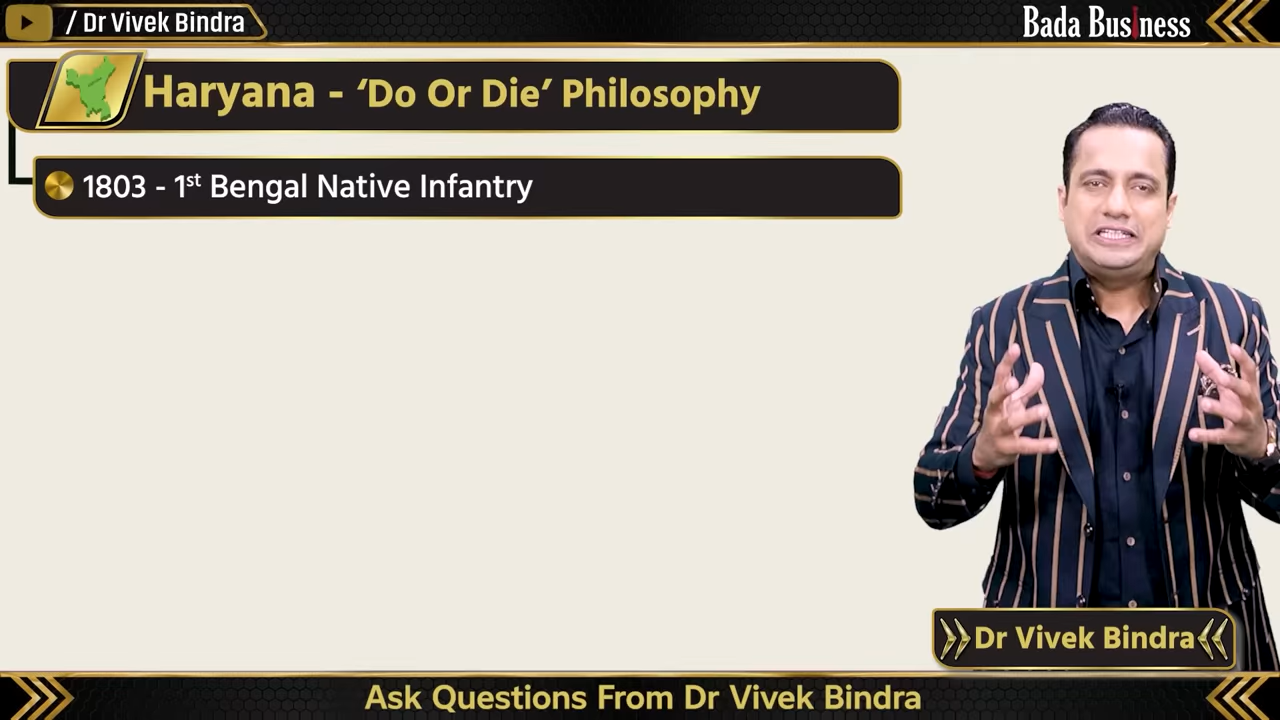 / Dr Vivek Bindra
Bada Business
Haryana - ‘Do Or Die’ Philosophy
1803 - 1st Bengal Native Infantry
Dr Vivek Bindra
Ask Questions From Dr Vivek Bindra